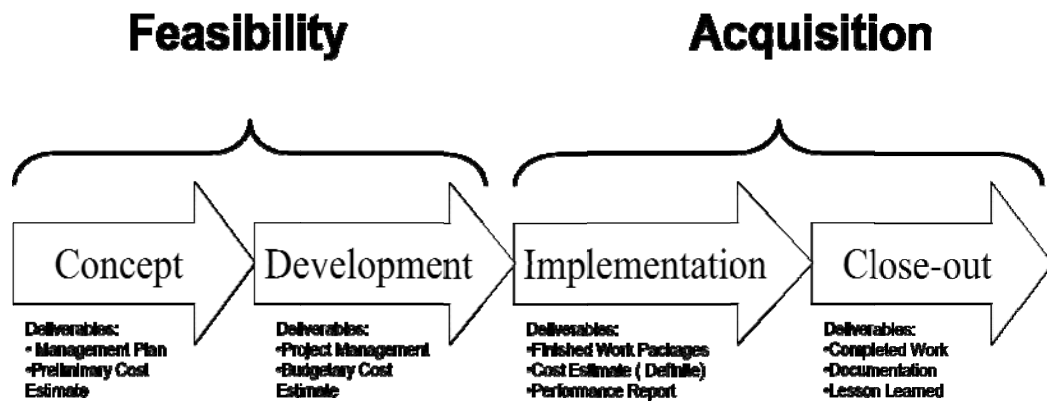 Feasibility
Acquisition
Concept
Development
Implementation
Close-out
Deliverables:
• Management Plan
•Preliminary Cost
Estimate
Deliverables:
•Project Management
•Budgetary Cost
Estimate
Deliverables:
•Finished Work Packages
•Cost Estimate ( Definite)
•Performance Report
Deliverables:
•Completed Work
•Documentation
•Lesson Learned